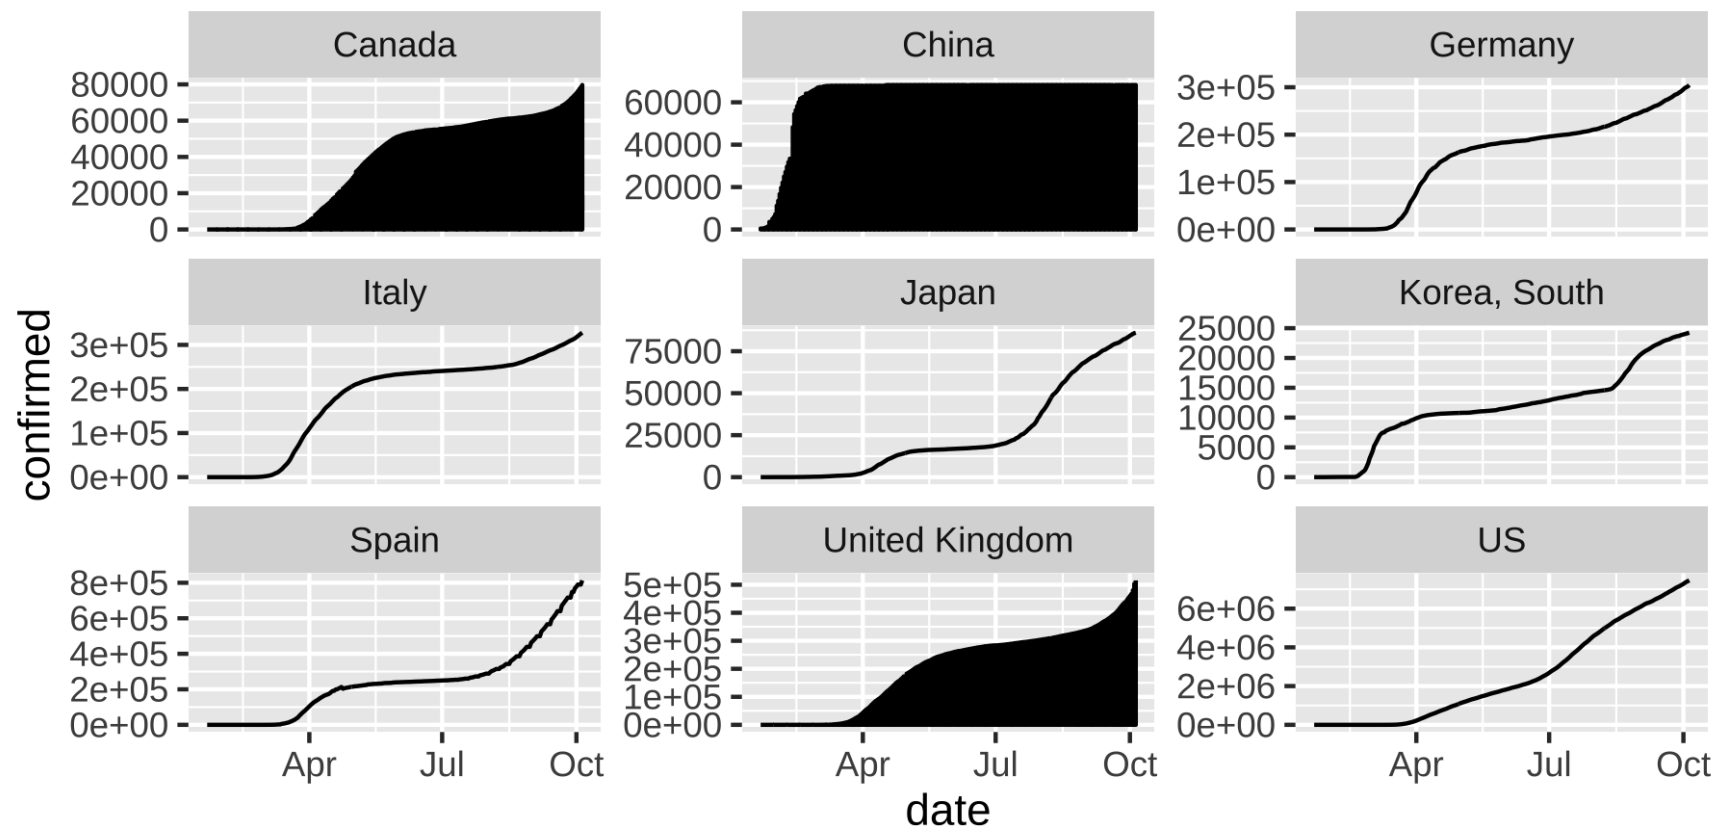 Canada
80000
60000
40000
20000
0
China
60000
40000
20000
0
Germany
3e+05
2e+05
1e+05
0e+00
Italy
3e+05
2e+05
1e+05
0e+00
Japan
75000
50000
25000
0
Korea, South
25000
20000
15000
10000
5000
0
Spain
8e+05
6e+05
4e+05
2e+05
0e+00
United Kingdom
5e+05
4e+05
3e+05
2e+05
1e+05
0e+00
US
6e+06
4e+06
2e+06
0e+00
Apr Jul Oct
Apr Jul Oct
Apr Jul Oct
confirmed
date